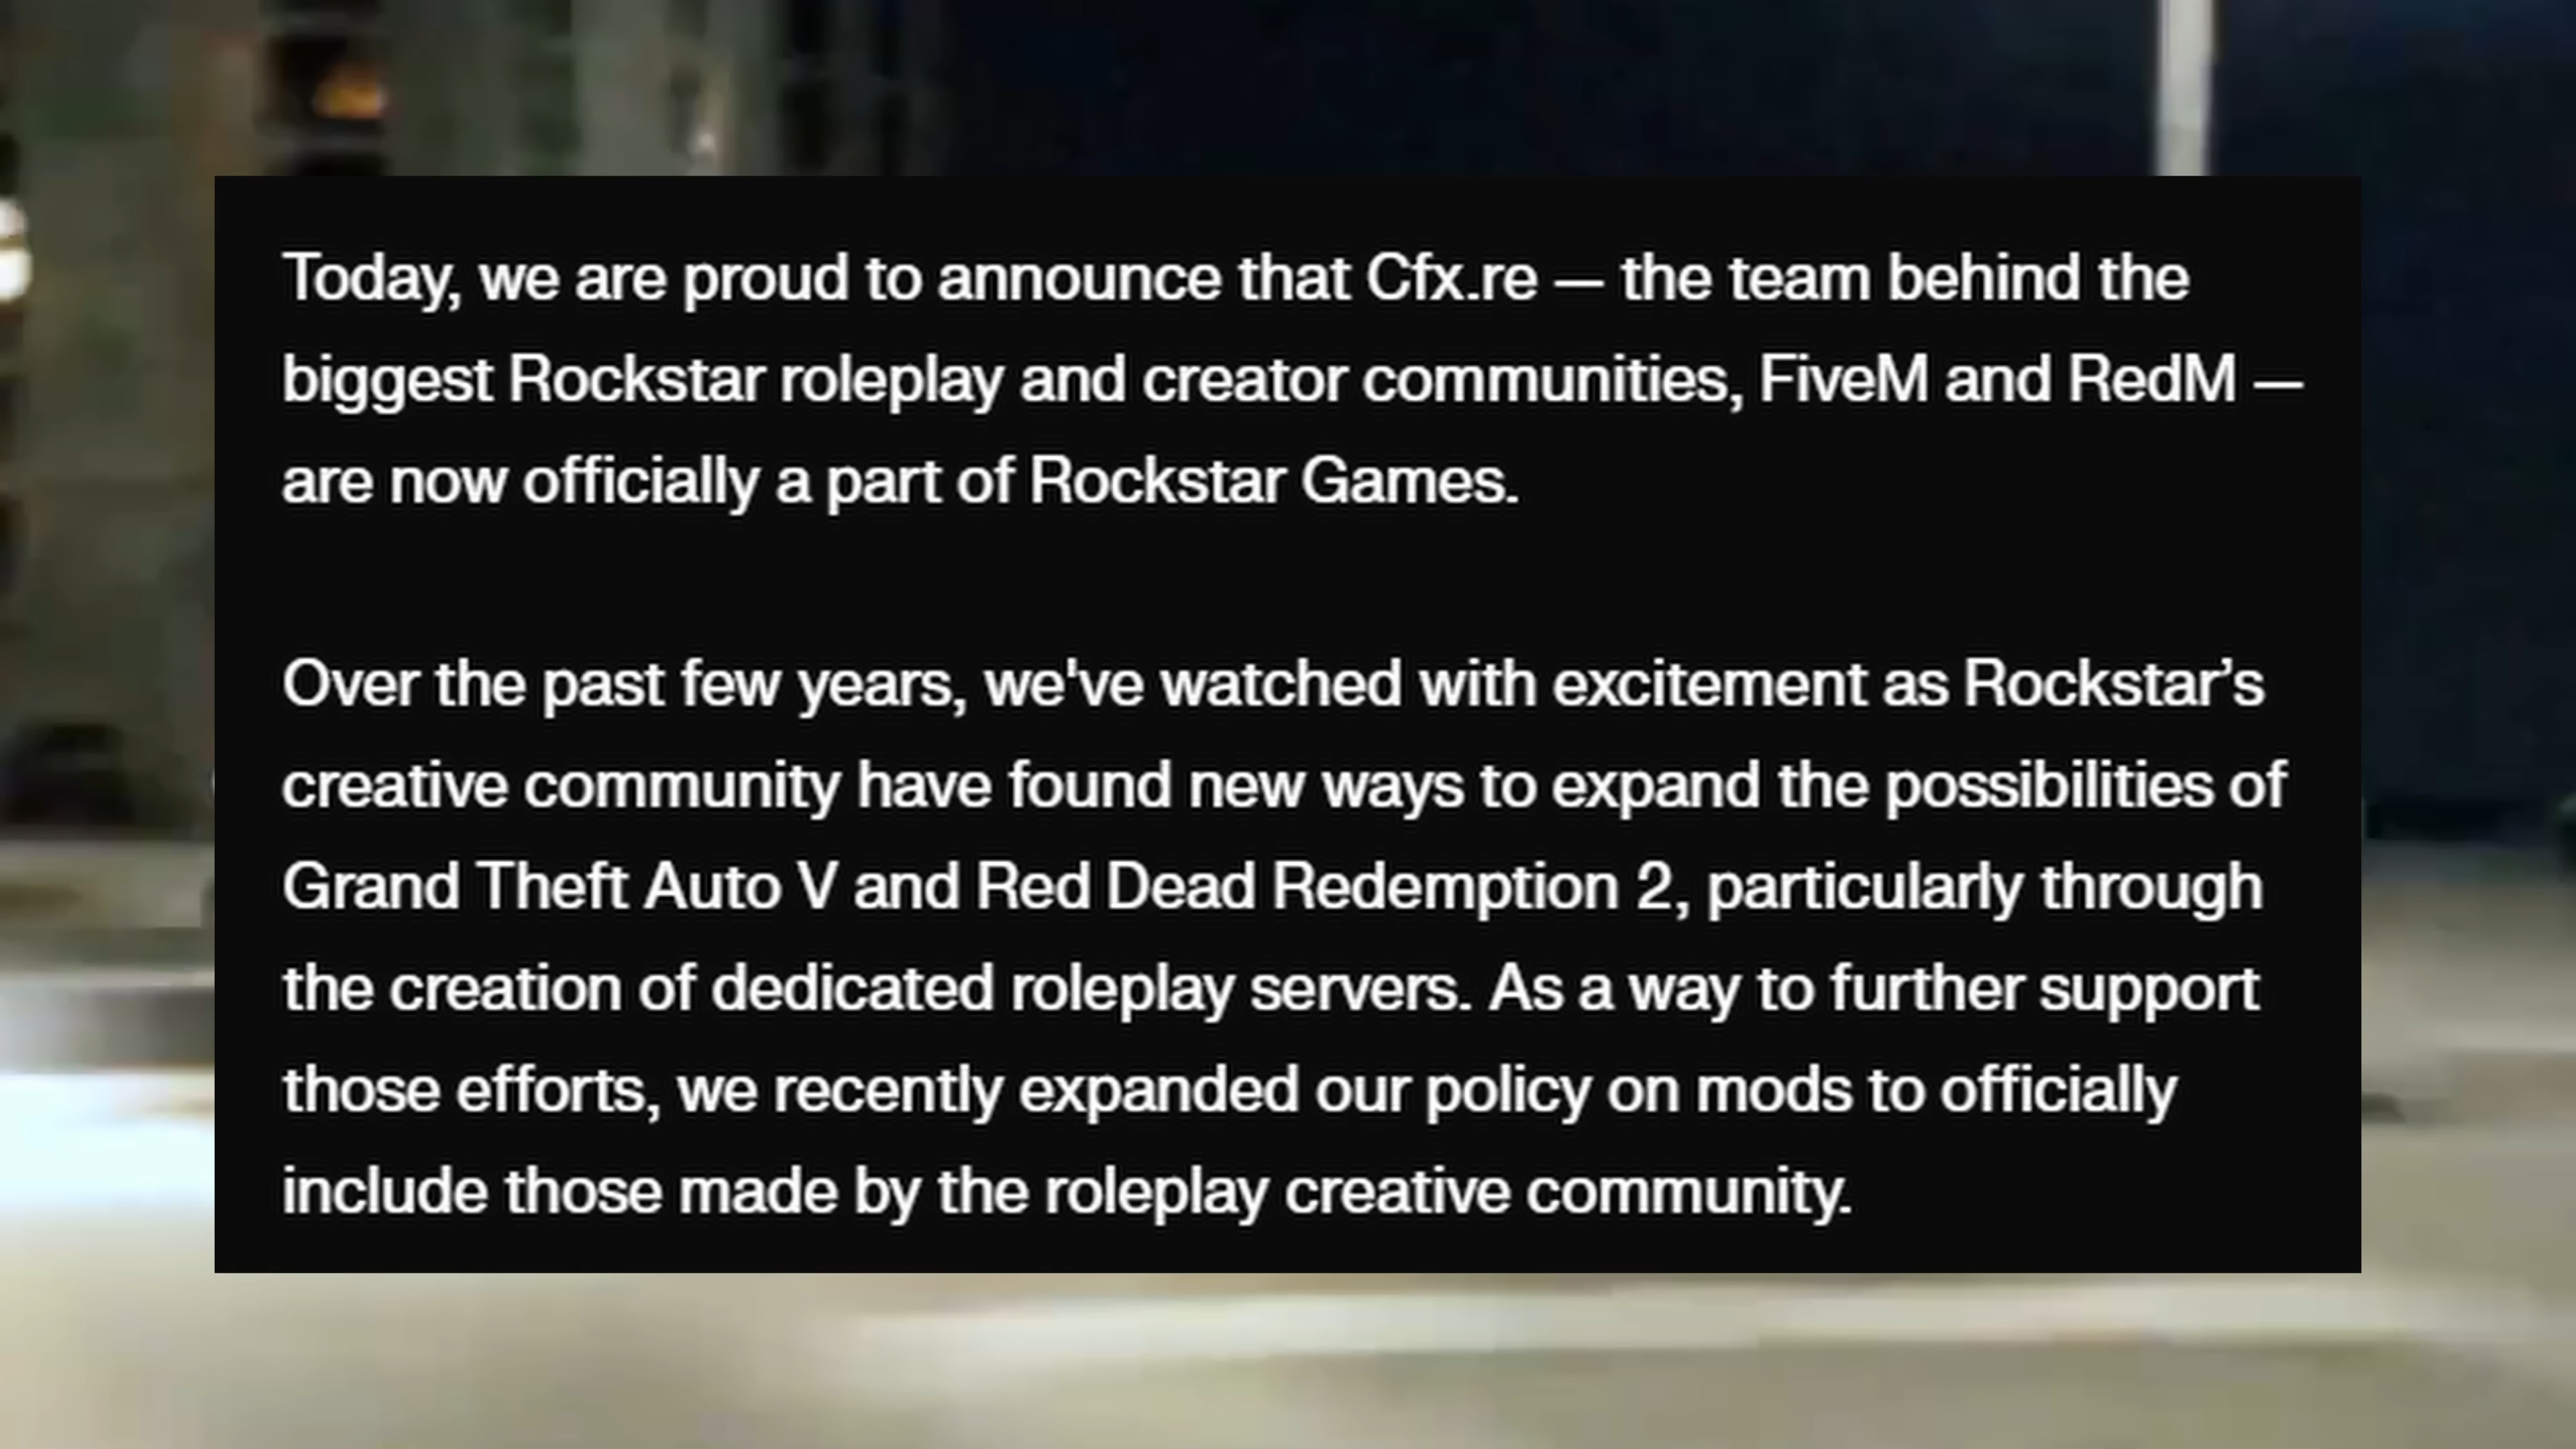 Today, we are proud to announce that Cfx.re — the team behind the
biggest Rockstar roleplay and creator communities, FiveM and RedM —
are now officially a part of Rockstar Games.
Over the past few years, we've watched with excitement as Rockstar’s
creative community have found new ways to expand the possibilities of
Grand Theft Auto V and Red Dead Redemption 2, particularly through
the creation of dedicated roleplay servers. As a way to further support
those efforts, we recently expanded our policy on mods to officially
include those made by the roleplay creative community.